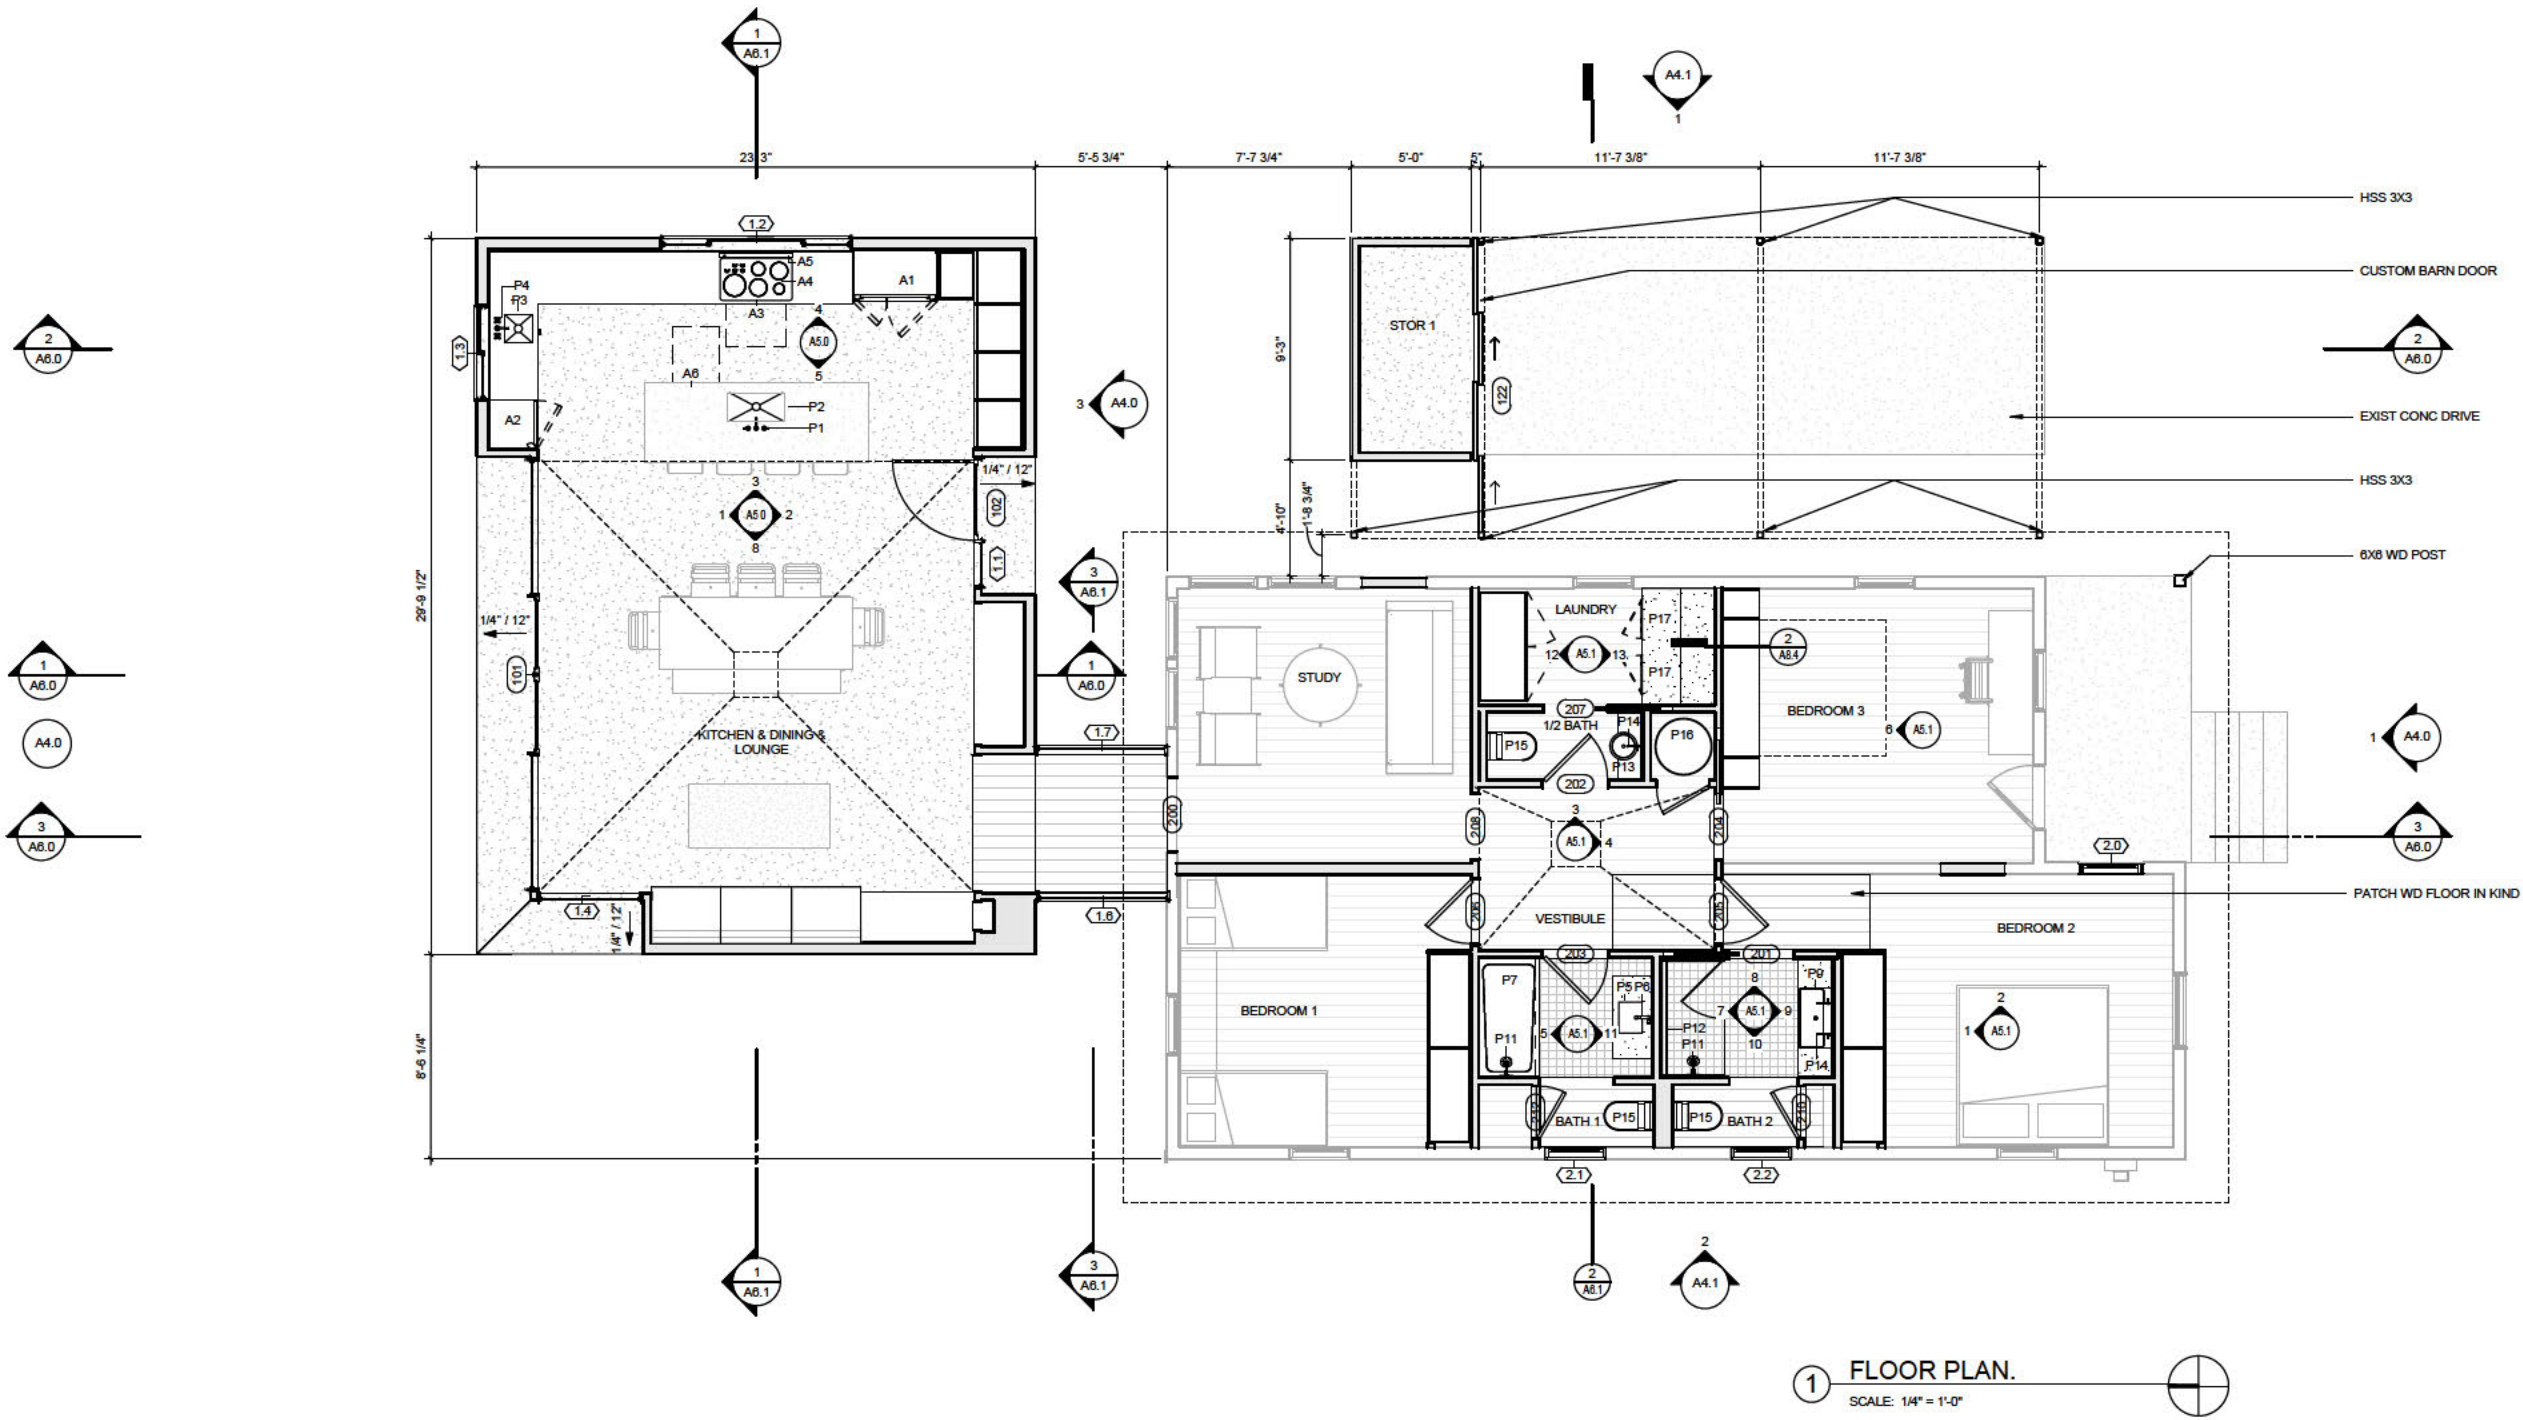 1
A6.1
A4.1
1
23'-3"
5'-5 3/4"
7'-7 3/4"
5'-0"
5"
11'-7 3/8"
11'-7 3/8"
HSS 3X3
1.2
A5
A4
A1
CUSTOM BARN DOOR
P4
P3
A3
4
A5.0
5
STOR 1
2
A6.0
1.3
9'-3"
2
A6.0
A6
122
3
A4.0
P2
P1
A2
EXIST CONC DRIVE
1/4" / 12"
HSS 3X3
3
1
A5.0
2
8
102
4'-10"
1'-8 3/4"
1.1
6X6 WD POST
3
A6.1
29'-9 1/2"
1/4" / 12"
LAUNDRY
P17
2
A8.4
12
A5.1
13
P17
1
A6.0
101
1
A6.0
STUDY
207
1/2 BATH
P14
BEDROOM 3
6
A5.1
A4.0
KITCHEN & DINING &
LOUNGE
1.7
P15
P16
P13
1
A4.0
202
200
208
3
A5.1
4
204
3
A6.0
3
A6.0
2.0
PATCH WD FLOOR IN KIND
1.4
1.6
1/4" / 12"
206
VESTIBULE
205
BEDROOM 2
203
201
P7
P5
P6
8
P9
BEDROOM 1
7
A5.1
9
2
1
A5.1
P11
5
A5.1
11
P12
P11
10
8'-6 1/4"
P14
BATH 1
P15
P15
BATH 2
2.1
2.2
1
A6.1
3
A6.1
2
A6.1
2
A4.1
1
FLOOR PLAN.
SCALE: 1/4" = 1'-0"